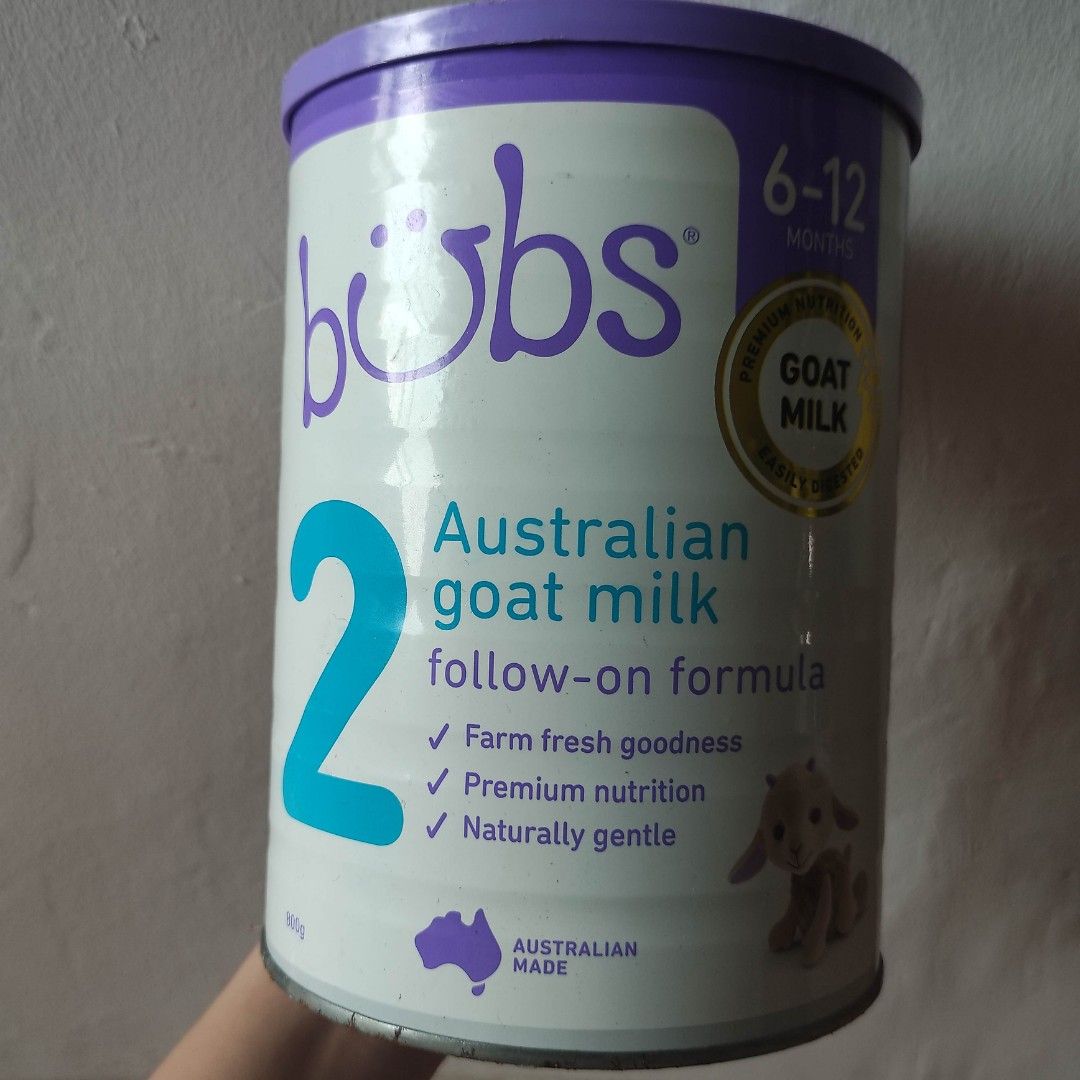 bubs®
6-12
MONTHS
PREMIUM NUTRITION
GOAT
MILK
EASILY DIGESTED
2
Australian
goat milk
follow-on formula
✓ Farm fresh goodness
✓ Premium nutrition
✓ Naturally gentle
800g
AUSTRALIAN
MADE